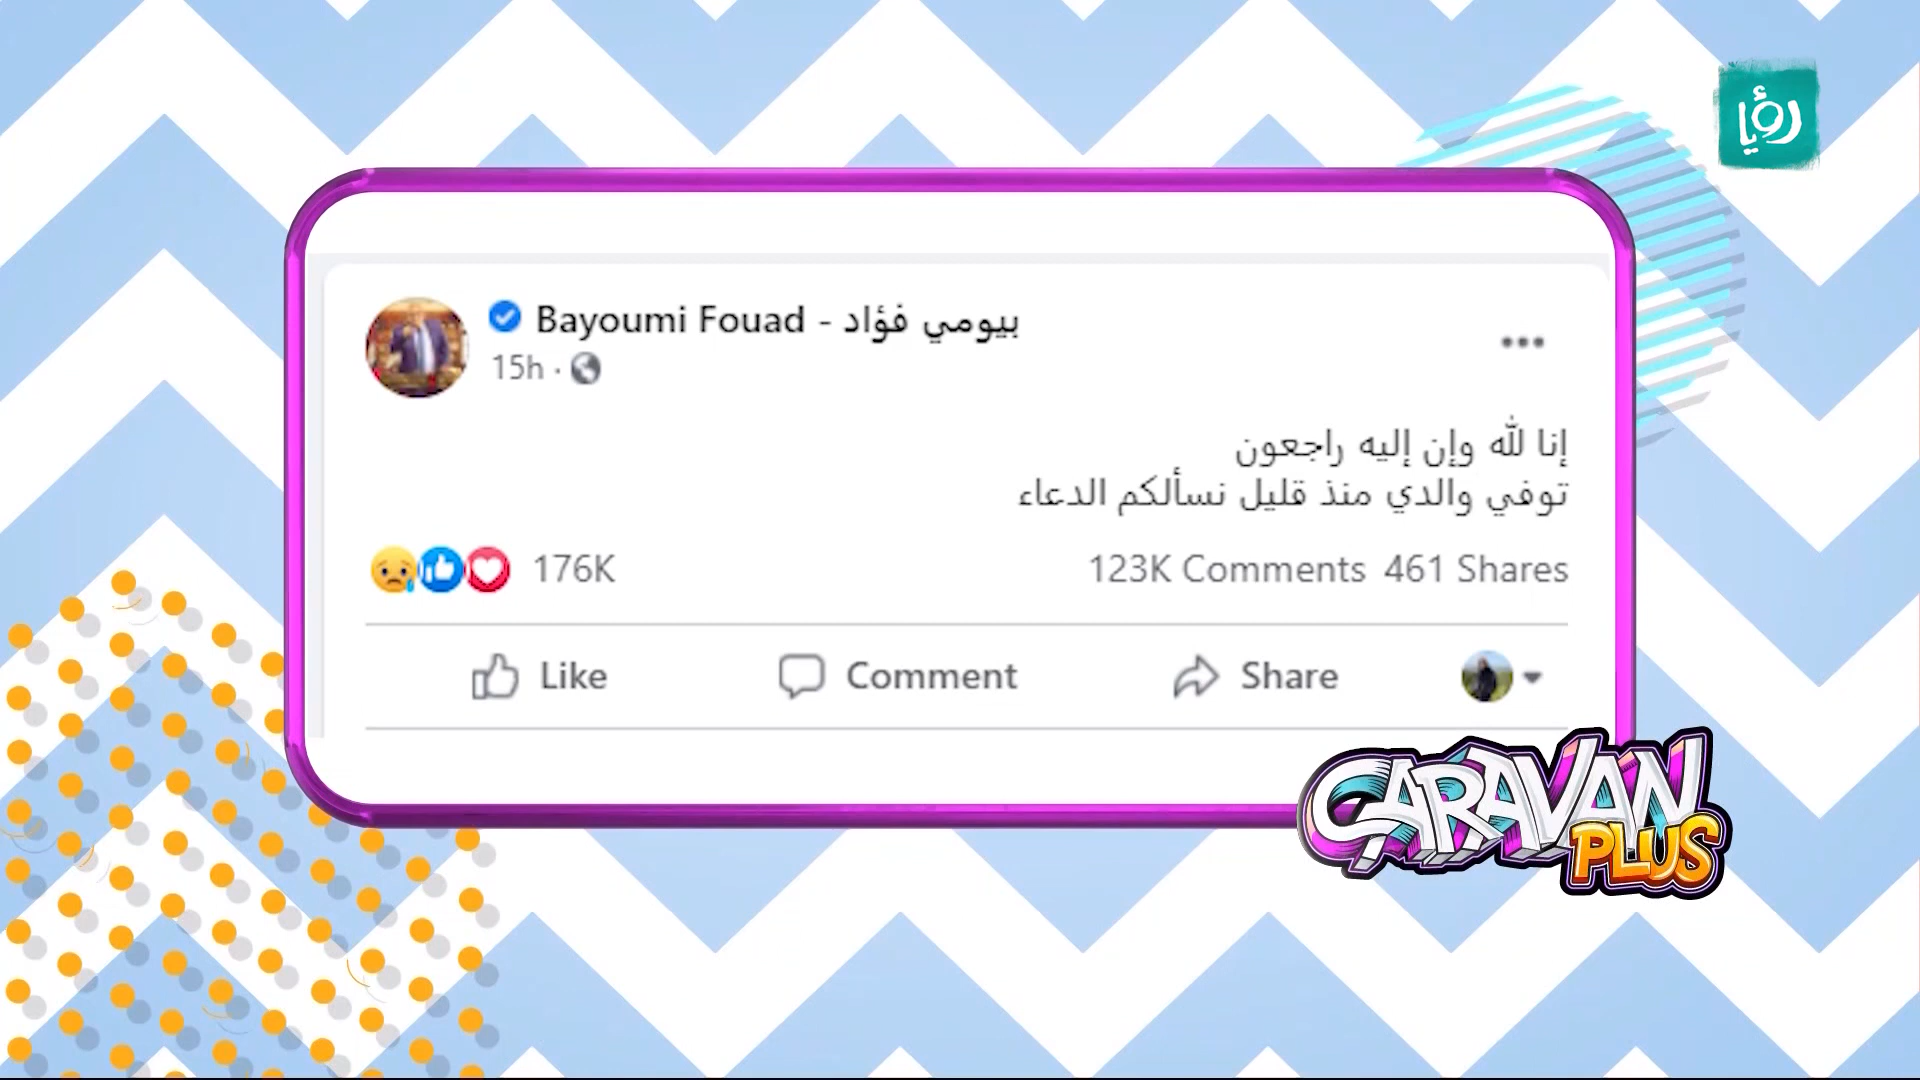 رؤيا
Bayoumi Fouad - بيومي فؤاد
15h ·
إنا لله وإن إليه راجعون
توفي والدي منذ قليل نسألكم الدعاء
176K
123K Comments 461 Shares
Like Comment Share
CARAVAN
PLUS